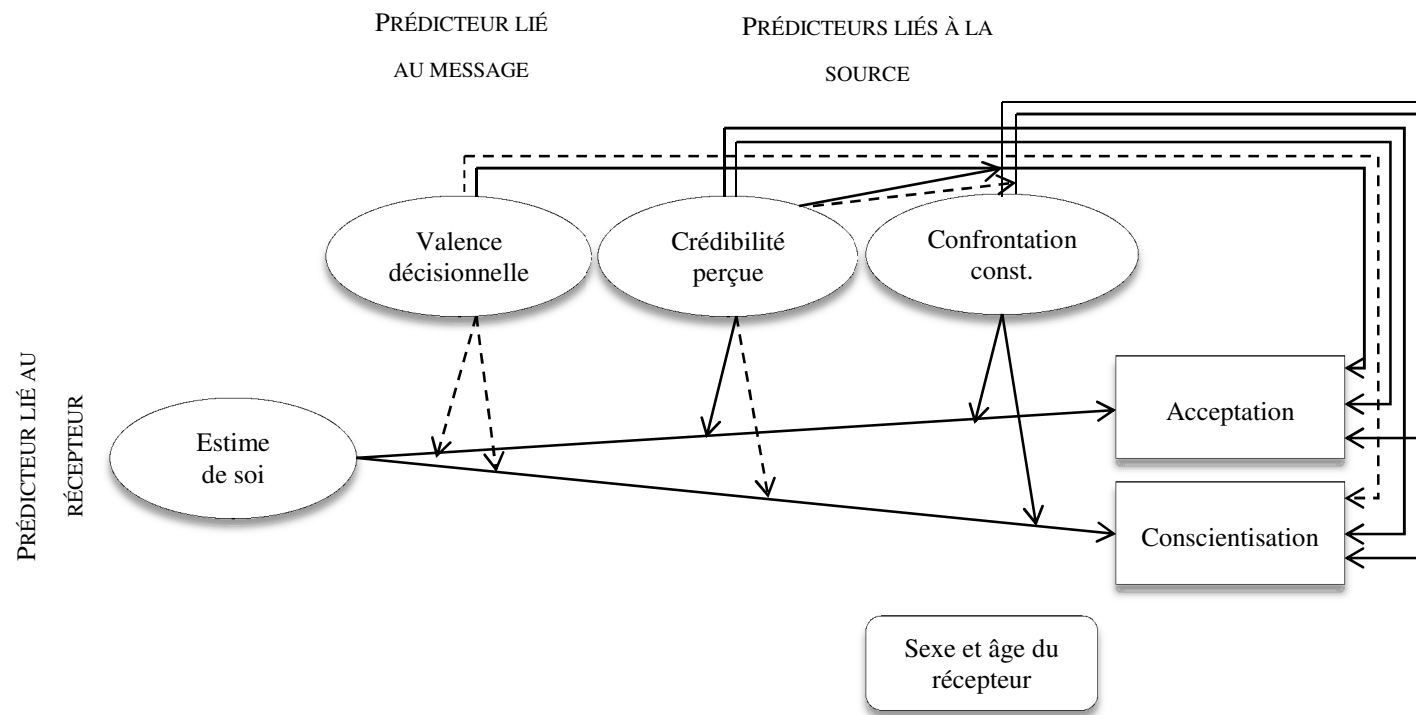 PRÉDICTEUR LIÉ
AU MESSAGE
PRÉDICTEURS LIÉS À LA
SOURCE
Valence
décisionnelle
Crédibilité
perçue
Confrontation
const.
PRÉDICTEUR LIÉ AU
RÉCEPTEUR
Estime
de soi
Acceptation
Conscientisation
Sexe et âge du
récepteur